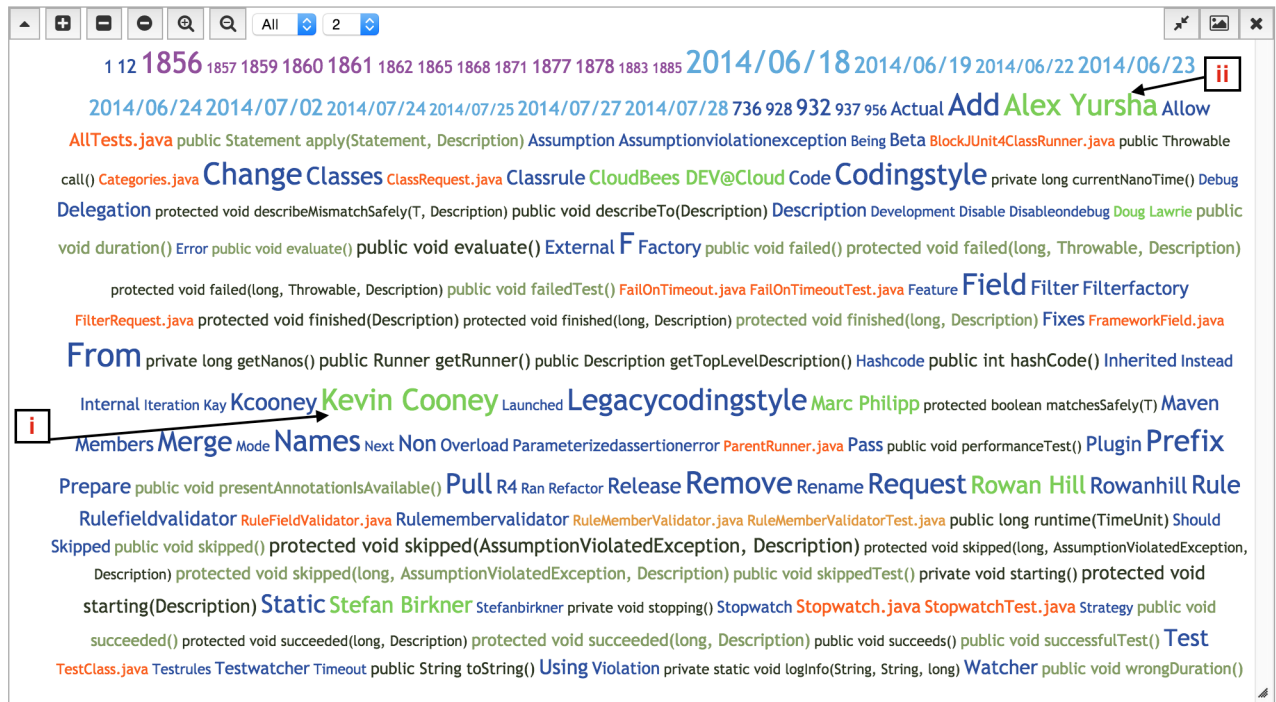 All 2
1 12 1856 1857 1859 1860 1861 1862 1865 1868 1871 1877 1878 1883 1885 2014/06/18 2014/06/19 2014/06/22 2014/06/23
ii
2014/06/24 2014/07/02 2014/07/24 2014/07/25 2014/07/27 2014/07/28 736 928 932 937 956 Actual Add Alex Yursha Allow
AllTests.java public Statement apply(Statement, Description) Assumption Assumptionviolationexception Being Beta BlockJUnit4ClassRunner.java public Throwable
call() Categories.java Change Classes ClassRequest.java Classrule CloudBees DEV@Cloud Code Codingstyle private long currentNanoTime() Debug
Delegation protected void describeMismatchSafely(T, Description) public void describeTo(Description) Description Development Disable Disableondebug Doug Lawrie public
void duration() Error public void evaluate() public void evaluate() External F Factory public void failed() protected void failed(long, Throwable, Description)
protected void failed(long, Throwable, Description) public void failedTest() FailOnTimeout.java FailOnTimeoutTest.java Feature Field Filter Filterfactory
FilterRequest.java protected void finished(Description) protected void finished(long, Description) protected void finished(long, Description) Fixes FrameworkField.java
From private long getNanos() public Runner getRunner() public Description getTopLevelDescription() Hashcode public int hashCode() Inherited Instead
Internal Iteration Kay Kcooney Kevin Cooney Launched Legacycodingstyle Marc Philipp protected boolean matchesSafely(T) Maven
i
Members Merge Mode Names Next Non Overload Parameterizedassertionerror ParentRunner.java Pass public void performanceTest() Plugin Prefix
Prepare public void presentAnnotationIsAvailable() Pull R4 Ran Refactor Release Remove Rename Request Rowan Hill Rowanhill Rule
Rulefieldvalidator RuleFieldValidator.java Rulemembervalidator RuleMemberValidator.java RuleMemberValidatorTest.java public long runtime(TimeUnit) Should
Skipped public void skipped() protected void skipped(AssumptionViolatedException, Description) protected void skipped(long, AssumptionViolatedException,
Description) protected void skipped(long, AssumptionViolatedException, Description) public void skippedTest() private void starting() protected void
starting(Description) Static Stefan Birkner Stefanbirkner private void stopping() Stopwatch Stopwatch.java StopwatchTest.java Strategy public void
succeeded() protected void succeeded(long, Description) protected void succeeded(long, Description) public void succeeds() public void successfulTest() Test
TestClass.java Testrules Testwatcher Timeout public String toString() Using Violation private static void logInfo(String, String, long) Watcher public void wrongDuration()